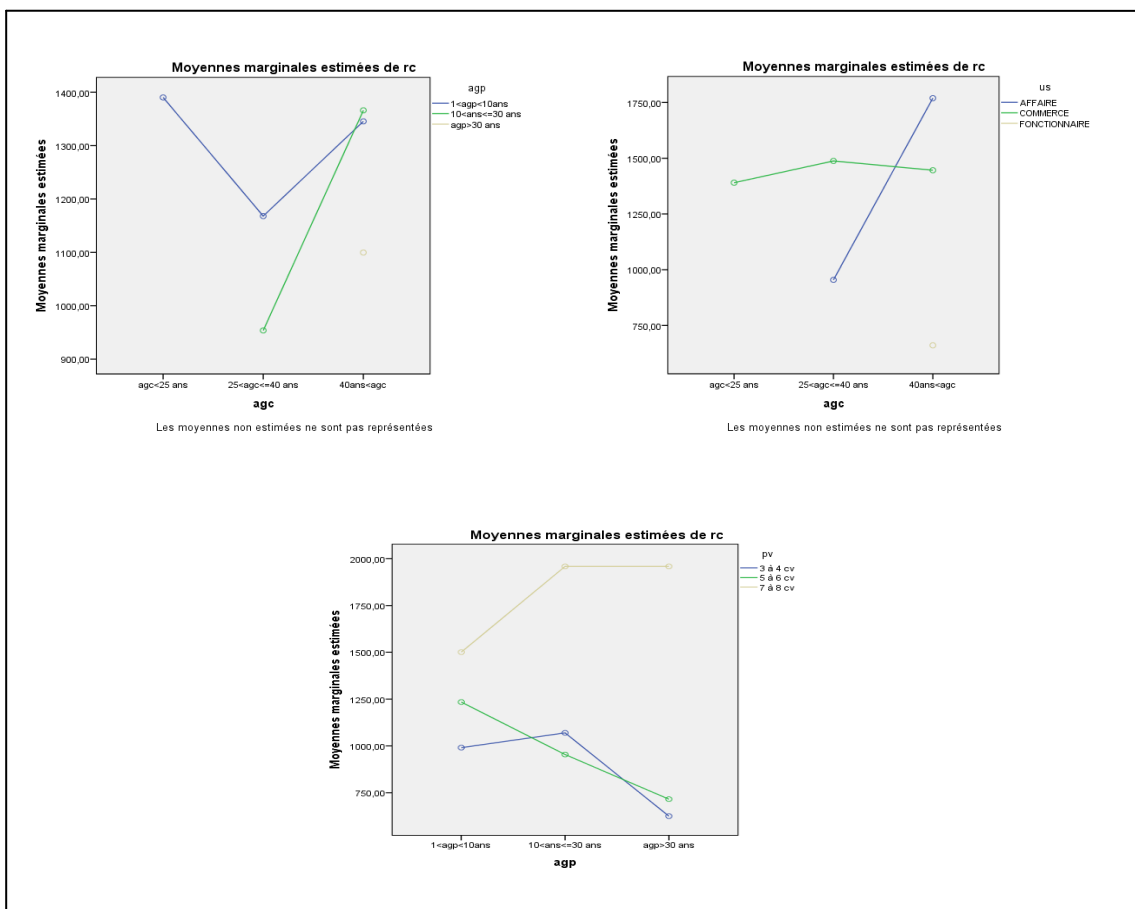 Moyennes marginales estimées de rc
agp
1<agp<10ans
10<ans<=30 ans
agp>30 ans
Moyennes marginales estimées
1400,00
1300,00
1200,00
1100,00
1000,00
900,00
agc<25 ans
25<agc<=40 ans
40ans<agc
agc
Les moyennes non estimées ne sont pas représentées
Moyennes marginales estimées de rc
us
AFFAIRE
COMMERCE
FONCTIONNAIRE
Moyennes marginales estimées
1750,00
1500,00
1250,00
1000,00
750,00
agc<25 ans
25<agc<=40 ans
40ans<agc
agc
Les moyennes non estimées ne sont pas représentées
Moyennes marginales estimées de rc
pv
3 á 4 cv
5 á 6 cv
7 á 8 cv
Moyennes marginales estimées
2000,00
1750,00
1500,00
1250,00
1000,00
750,00
1<agp<10ans
10<ans<=30 ans
agp>30 ans
agp